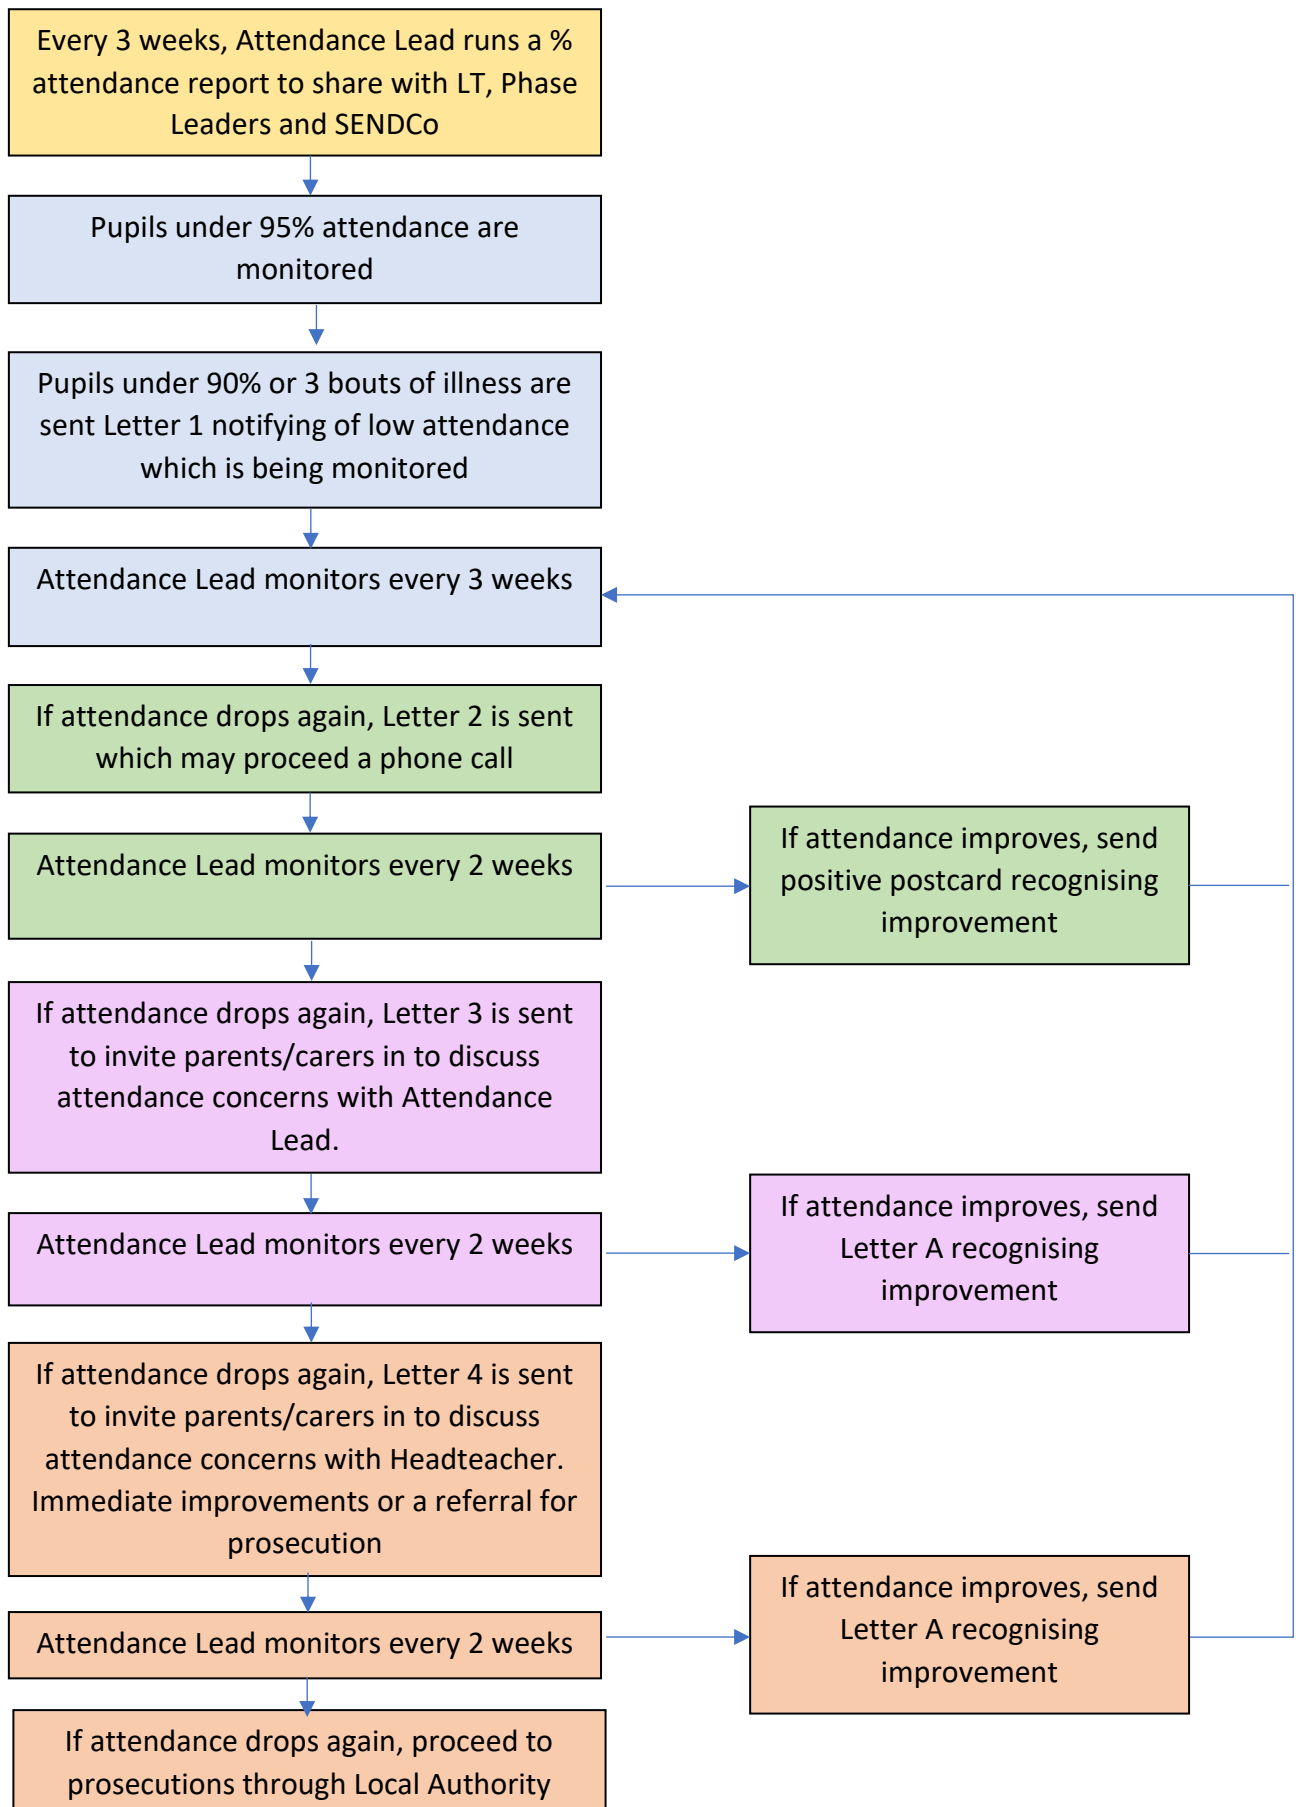 Every 3 weeks, Attendance Lead runs a %
attendance report to share with LT, Phase
Leaders and SENDCo
Pupils under 95% attendance are
monitored
Pupils under 90% or 3 bouts of illness are
sent Letter 1 notifying of low attendance
which is being monitored
Attendance Lead monitors every 3 weeks
If attendance drops again, Letter 2 is sent
which may proceed a phone call
Attendance Lead monitors every 2 weeks
If attendance improves, send
positive postcard recognising
improvement
If attendance drops again, Letter 3 is sent
to invite parents/carers in to discuss
attendance concerns with Attendance
Lead.
Attendance Lead monitors every 2 weeks
If attendance improves, send
Letter A recognising
improvement
If attendance drops again, Letter 4 is sent
to invite parents/carers in to discuss
attendance concerns with Headteacher.
Immediate improvements or a referral for
prosecution
Attendance Lead monitors every 2 weeks
If attendance improves, send
Letter A recognising
improvement
If attendance drops again, proceed to
prosecutions through Local Authority